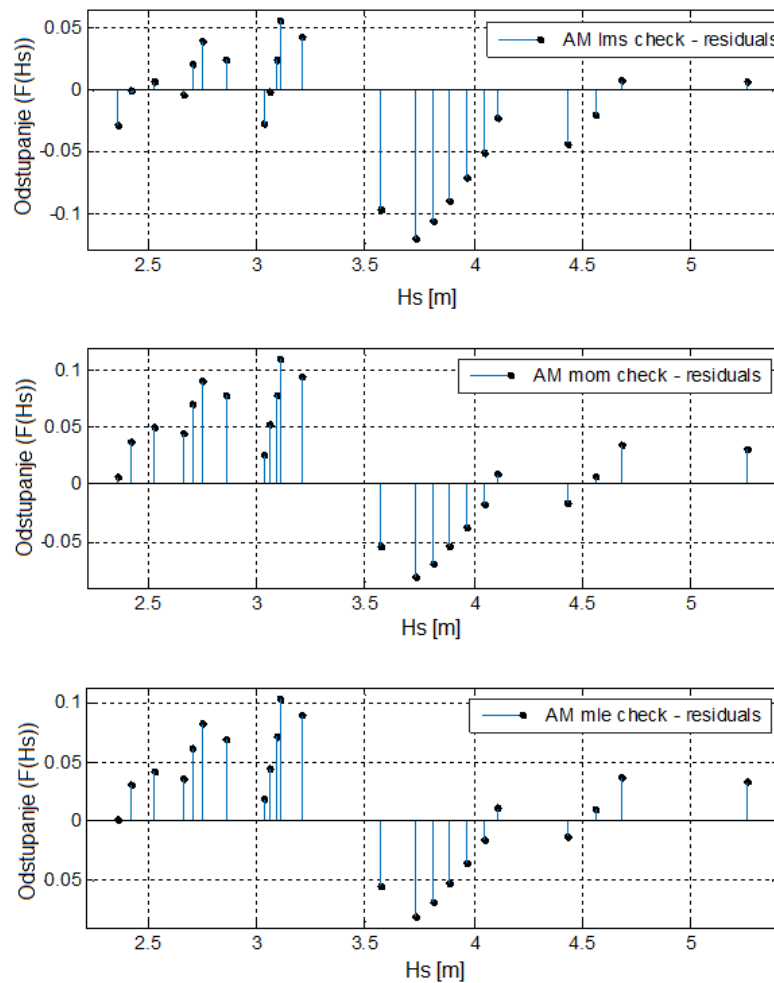 AM lms check - residuals
Odstupanje (F(Hs))
0.05
0
-0.05
-0.1
2.5 3 3.5 4 4.5 5
Hs [m]
AM mom check - residuals
Odstupanje (F(Hs))
0.1
0.05
0
-0.05
2.5 3 3.5 4 4.5 5
Hs [m]
AM mle check - residuals
Odstupanje (F(Hs))
0.1
0.05
0
0.05
2.5 3 3.5 4 4.5 5
Hs [m]